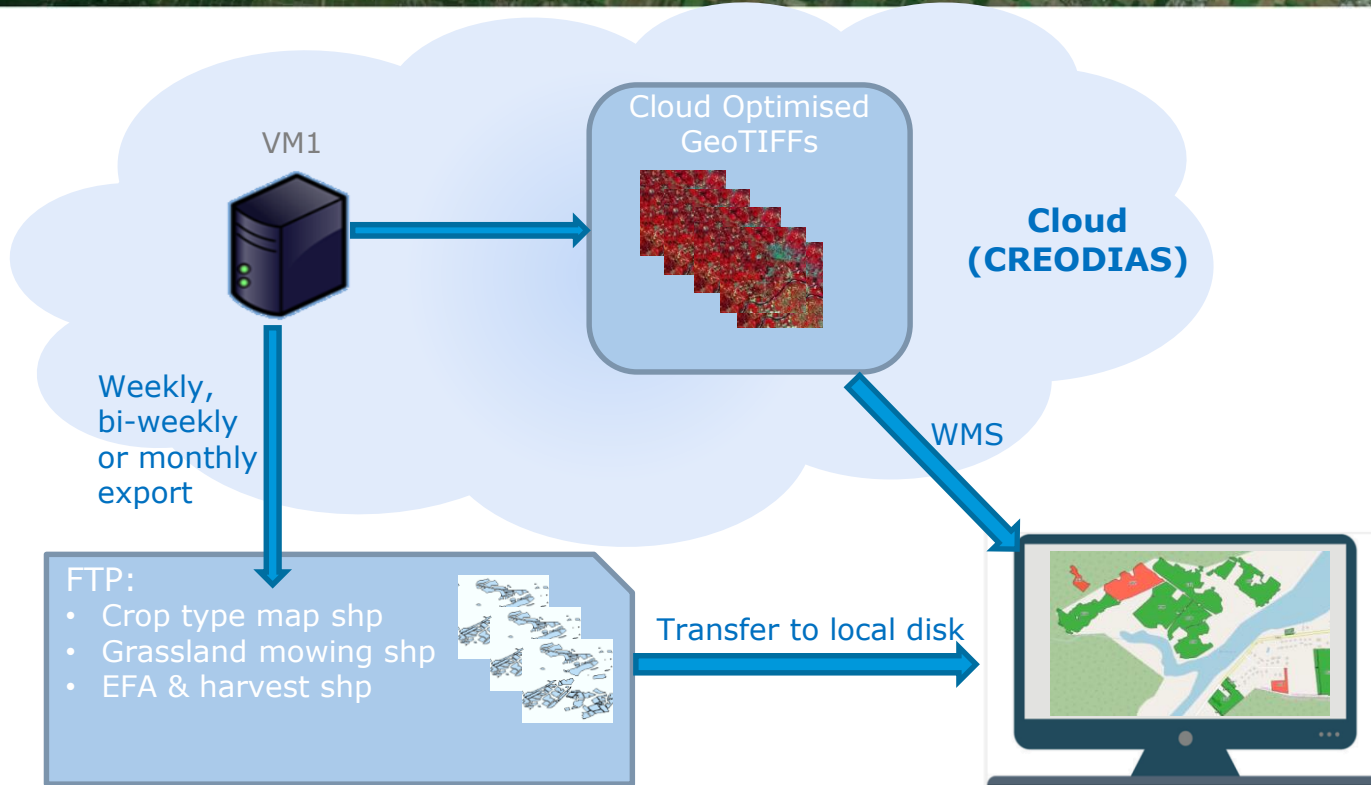 Cloud Optimised
GeoTIFFs
VM1
Cloud
(CREODIAS)
Weekly,
bi-weekly
or monthly
export
WMS
FTP:
• Crop type map shp
• Grassland mowing shp
• EFA & harvest shp
Transfer to local disk